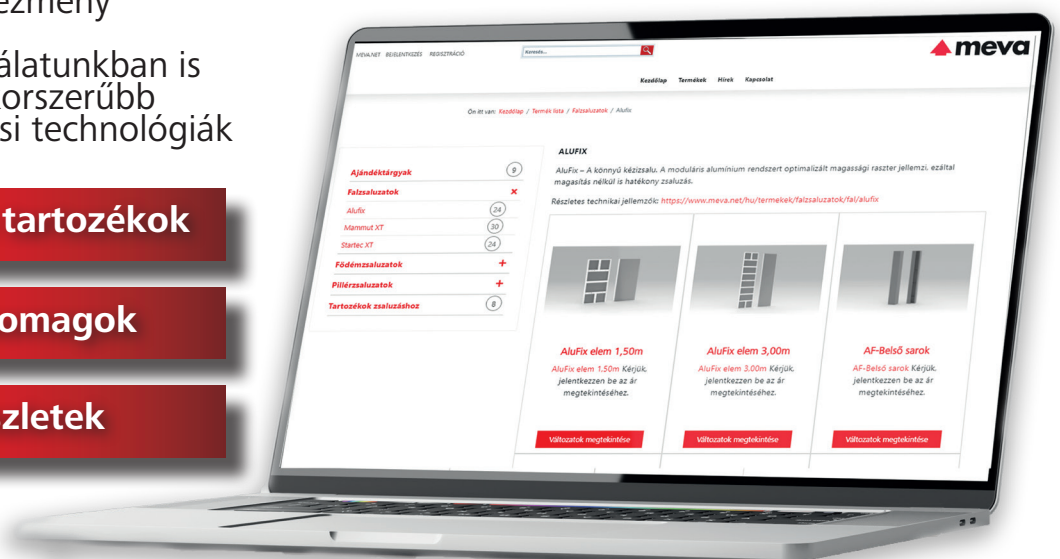 ezmény
álatunkban is
korszerűbb
si technológiák
tartozékok
omagok
zletek
MEVA.NET BEJELENTKEZÉS REGISZTRÁCIÓ
Keresés...
meva
Kezdőlap Termékek Hírek Kapcsolat
Ön itt van: Kezdőlap / Termék lista / Falzsaluzatok / Alufix
Ajándéktárgyak 9
Falzsaluzatok ×
Alufix 24
Mammut XT 30
Startec XT 24
Födémzsaluzatok +
Pillérzsaluzatok +
Tartozékok zsaluzáshoz 8
ALUFIX
AluFix – A könnyű kézizsalu. A moduláris alumínium rendszert optimalizált magassági raszter jellemzi, ezáltal
magasítás nélkül is hatékony zsaluzás.
Részletes technikai jellemzők: https://www.meva.net/hu/termekek/falzsaluzatok/fal/alufix
AluFix elem 1,50m
AluFix elem 1,50m Kérjük,
jelentkezzen be az ár
megtekintéséhez.
Változatok megtekintése
AluFix elem 3,00m
AluFix elem 3,00m Kérjük,
jelentkezzen be az ár
megtekintéséhez.
Változatok megtekintése
AF-Belső sarok
AF-Belső sarok Kérjük,
jelentkezzen be az ár
megtekintéséhez.
Változatok megtekintése